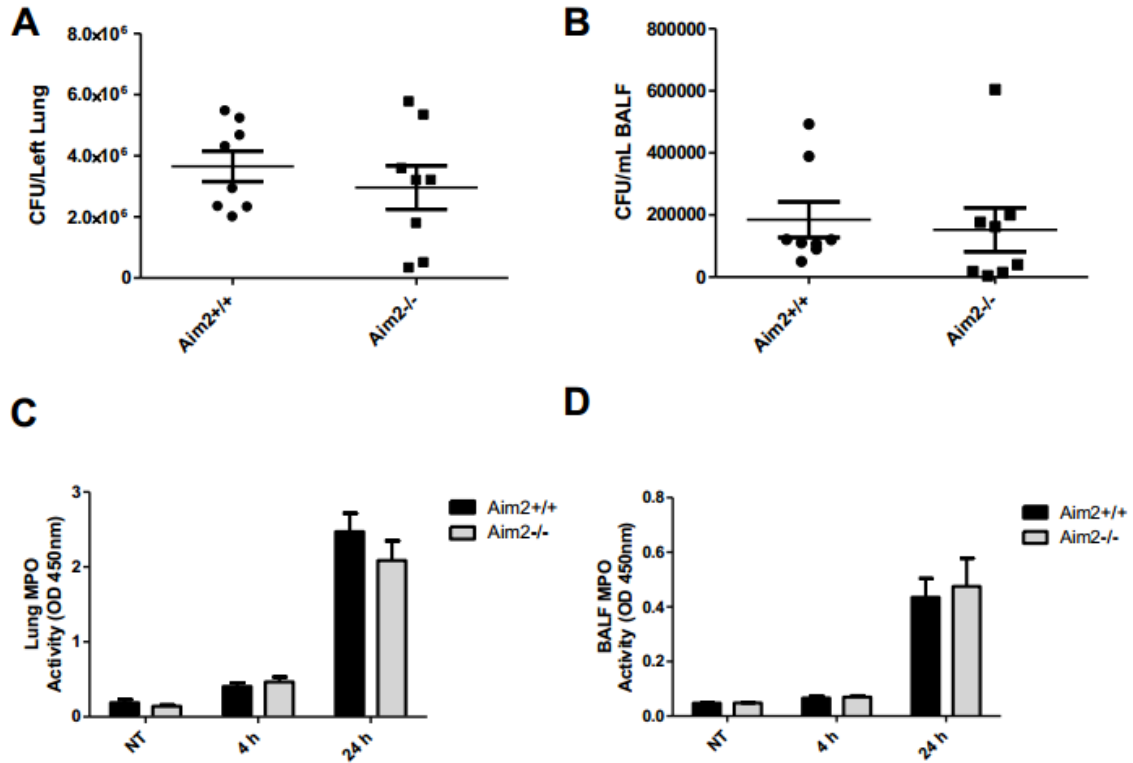 A
CFU/Left Lung
8.0x10⁶
6.0x10⁶
4.0x10⁶
2.0x10⁶
0
Aim2+/+
Aim2-/-
B
CFU/mL BALF
800000
600000
400000
200000
0
Aim2+/+
Aim2-/-
C
Lung MPO
Activity (OD 450nm)
3
2
1
0
NT
4 h
24 h
Aim2+/+
Aim2-/-
D
BALF MPO
Activity (OD 450nm)
0.8
0.6
0.4
0.2
0.0
NT
4 h
24 h
Aim2+/+
Aim2-/-